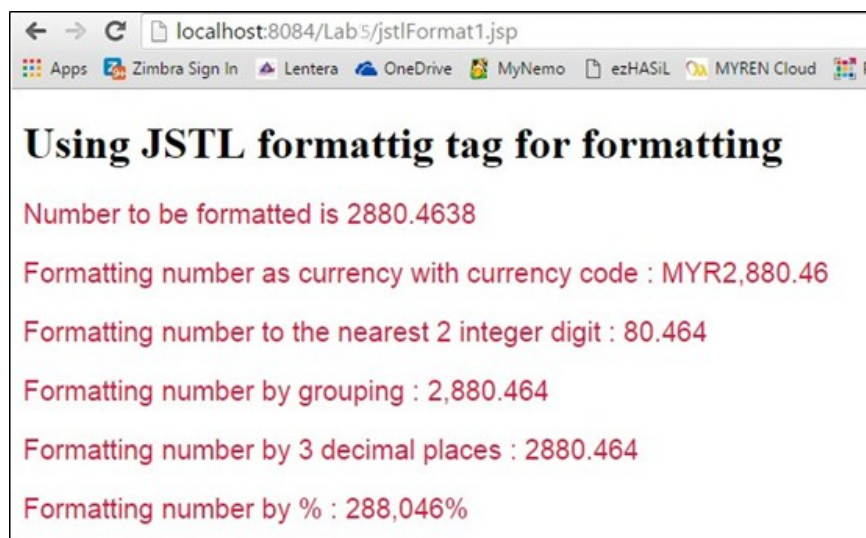 localhost:8084/Lab5/jstlFormat1.jsp
Apps Zimbra Sign In Lentera OneDrive MyNemo ezHASiL MYREN Cloud
Using JSTL formattig tag for formatting
Number to be formatted is 2880.4638
Formatting number as currency with currency code : MYR2,880.46
Formatting number to the nearest 2 integer digit : 80.464
Formatting number by grouping : 2,880.464
Formatting number by 3 decimal places : 2880.464
Formatting number by % : 288,046%